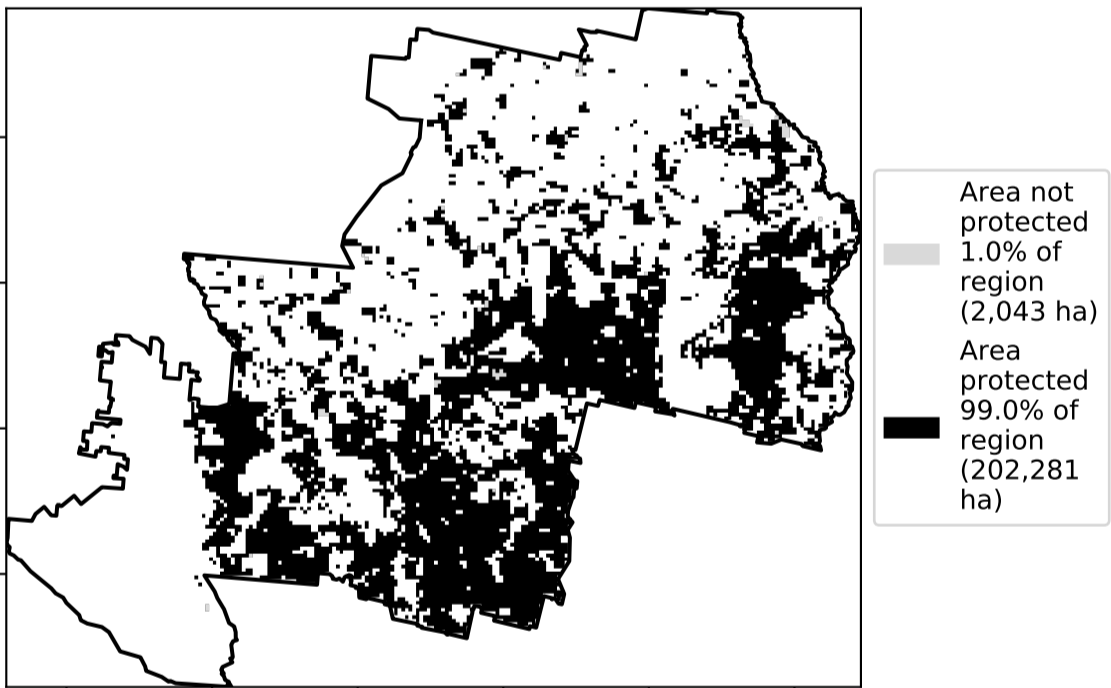 Area not
protected
1.0% of
region
(2,043 ha)
Area
protected
99.0% of
region
(202,281
ha)